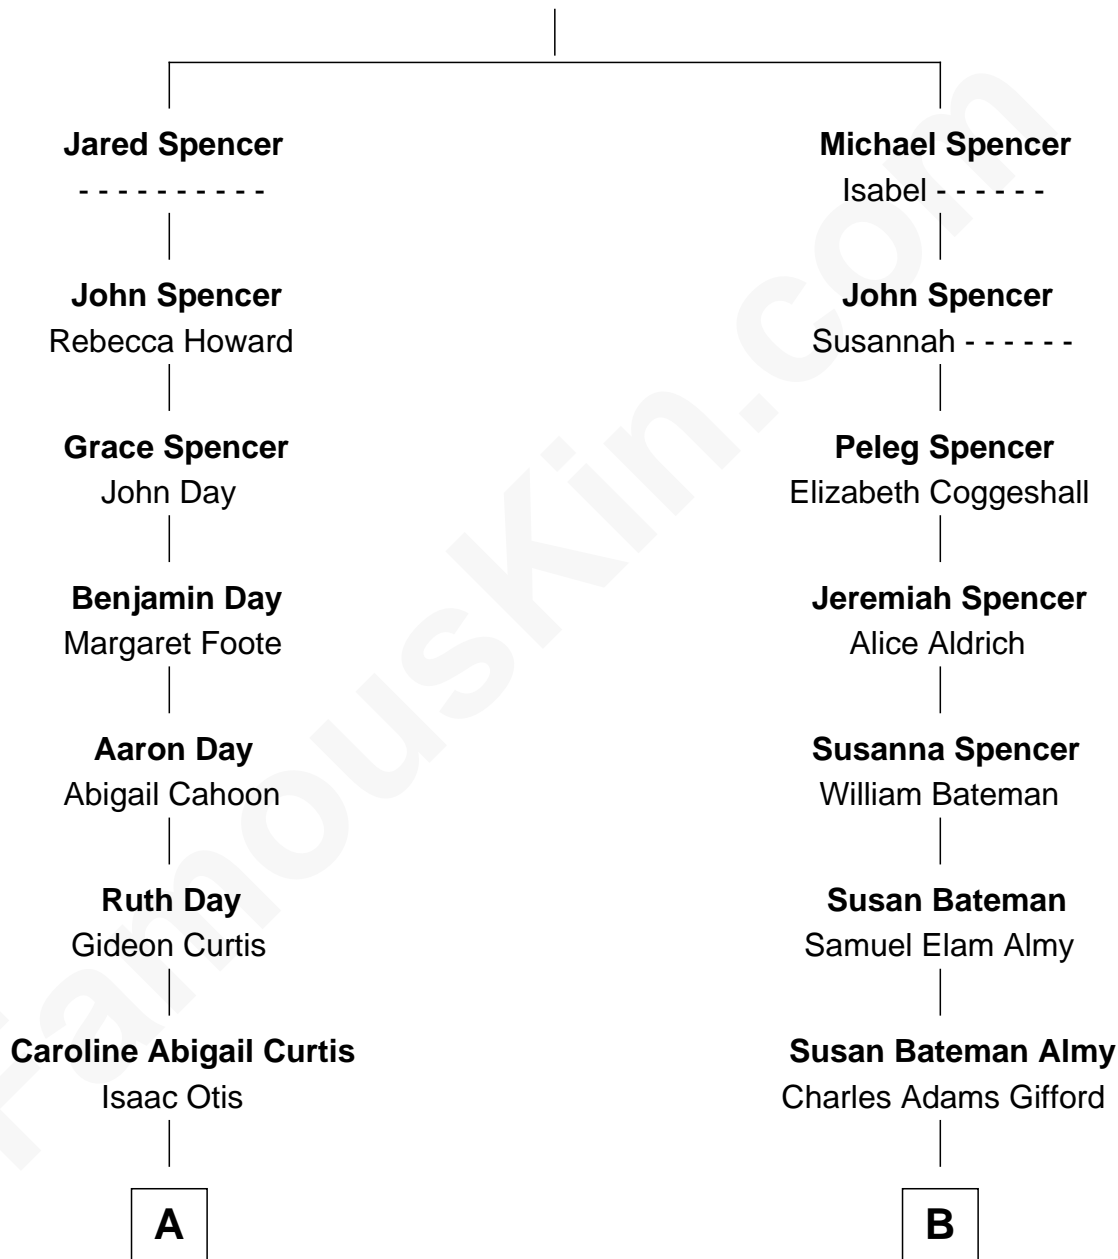 Jared Spencer
- - - - - - - - - -
John Spencer
Rebecca Howard
Grace Spencer
John Day
Benjamin Day
Margaret Foote
Aaron Day
Abigail Cahoon
Ruth Day
Gideon Curtis
Caroline Abigail Curtis
Isaac Otis
A
Michael Spencer
Isabel - - - - - -
John Spencer
Susannah - - - - - -
Peleg Spencer
Elizabeth Coggeshall
Jeremiah Spencer
Alice Aldrich
Susanna Spencer
William Bateman
Susan Bateman
Samuel Elam Almy
Susan Bateman Almy
Charles Adams Gifford
B
FamousKin.com